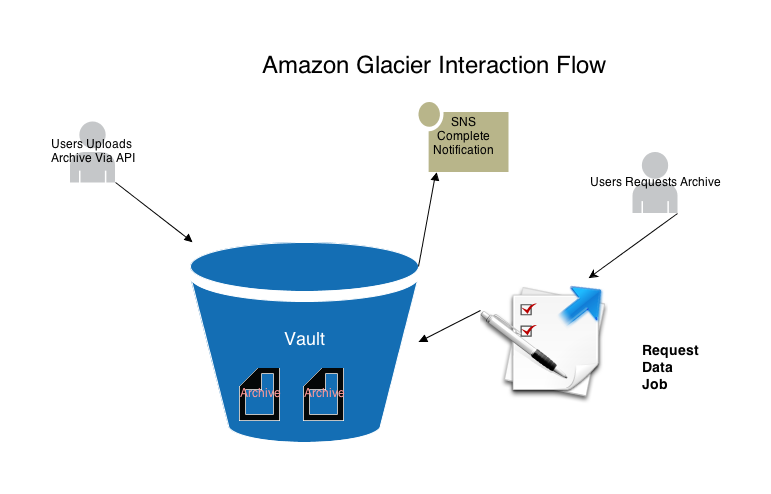 Amazon Glacier Interaction Flow
SNS
Complete
Notification
Users Uploads
Archive Via API
Users Requests Archive
Vault
Request
Data
Job
Archive
Archive